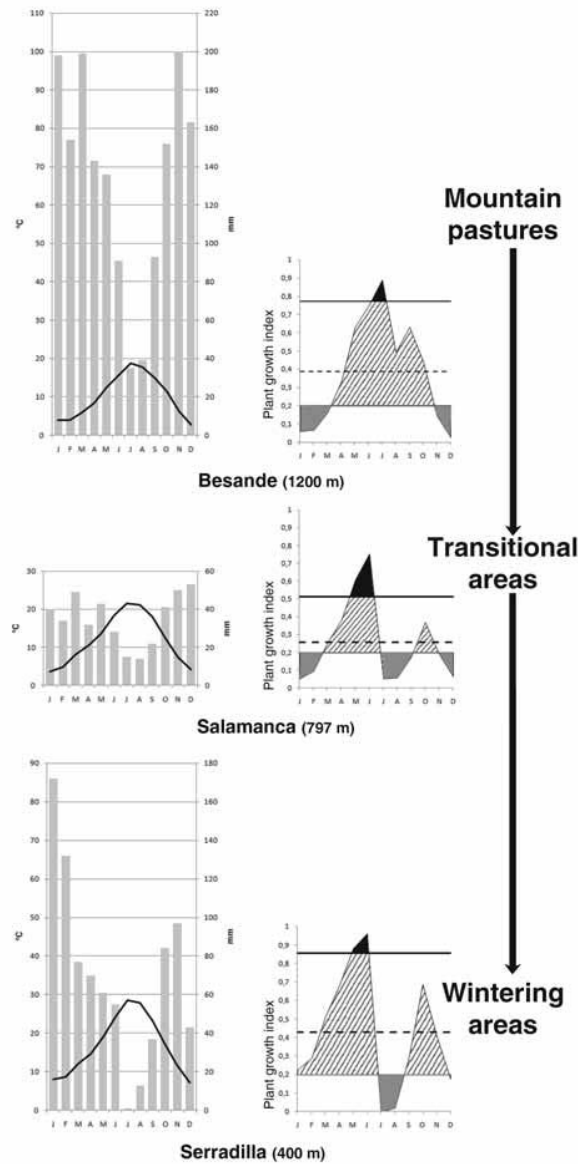 110 220
100 200
90 180
80 160
70 140
60 120
50 100
40 80
30 60
20 40
10 20
0 0
°C
mm
J F M A M J J A S O N D
Plant growth index
1
0,9
0,8
0,7
0,6
0,5
0,4
0,3
0,2
0,1
0
J F M A M J J A S O N D
Besande (1200 m)
Mountain
pastures
30 60
20 40
10 20
0 0
°C
mm
J F M A M J J A S O N D
Plant growth index
1
0,9
0,8
0,7
0,6
0,5
0,4
0,3
0,2
0,1
0
J F M A M J J A S O N D
Salamanca (797 m)
Transitional
areas
90 180
80 160
70 140
60 120
50 100
40 80
30 60
20 40
10 20
0 0
°C
mm
J F M A M J J A S O N D
Plant growth index
1
0,9
0,8
0,7
0,6
0,5
0,4
0,3
0,2
0,1
0
J F M A M J J A S O N D
Serradilla (400 m)
Wintering
areas